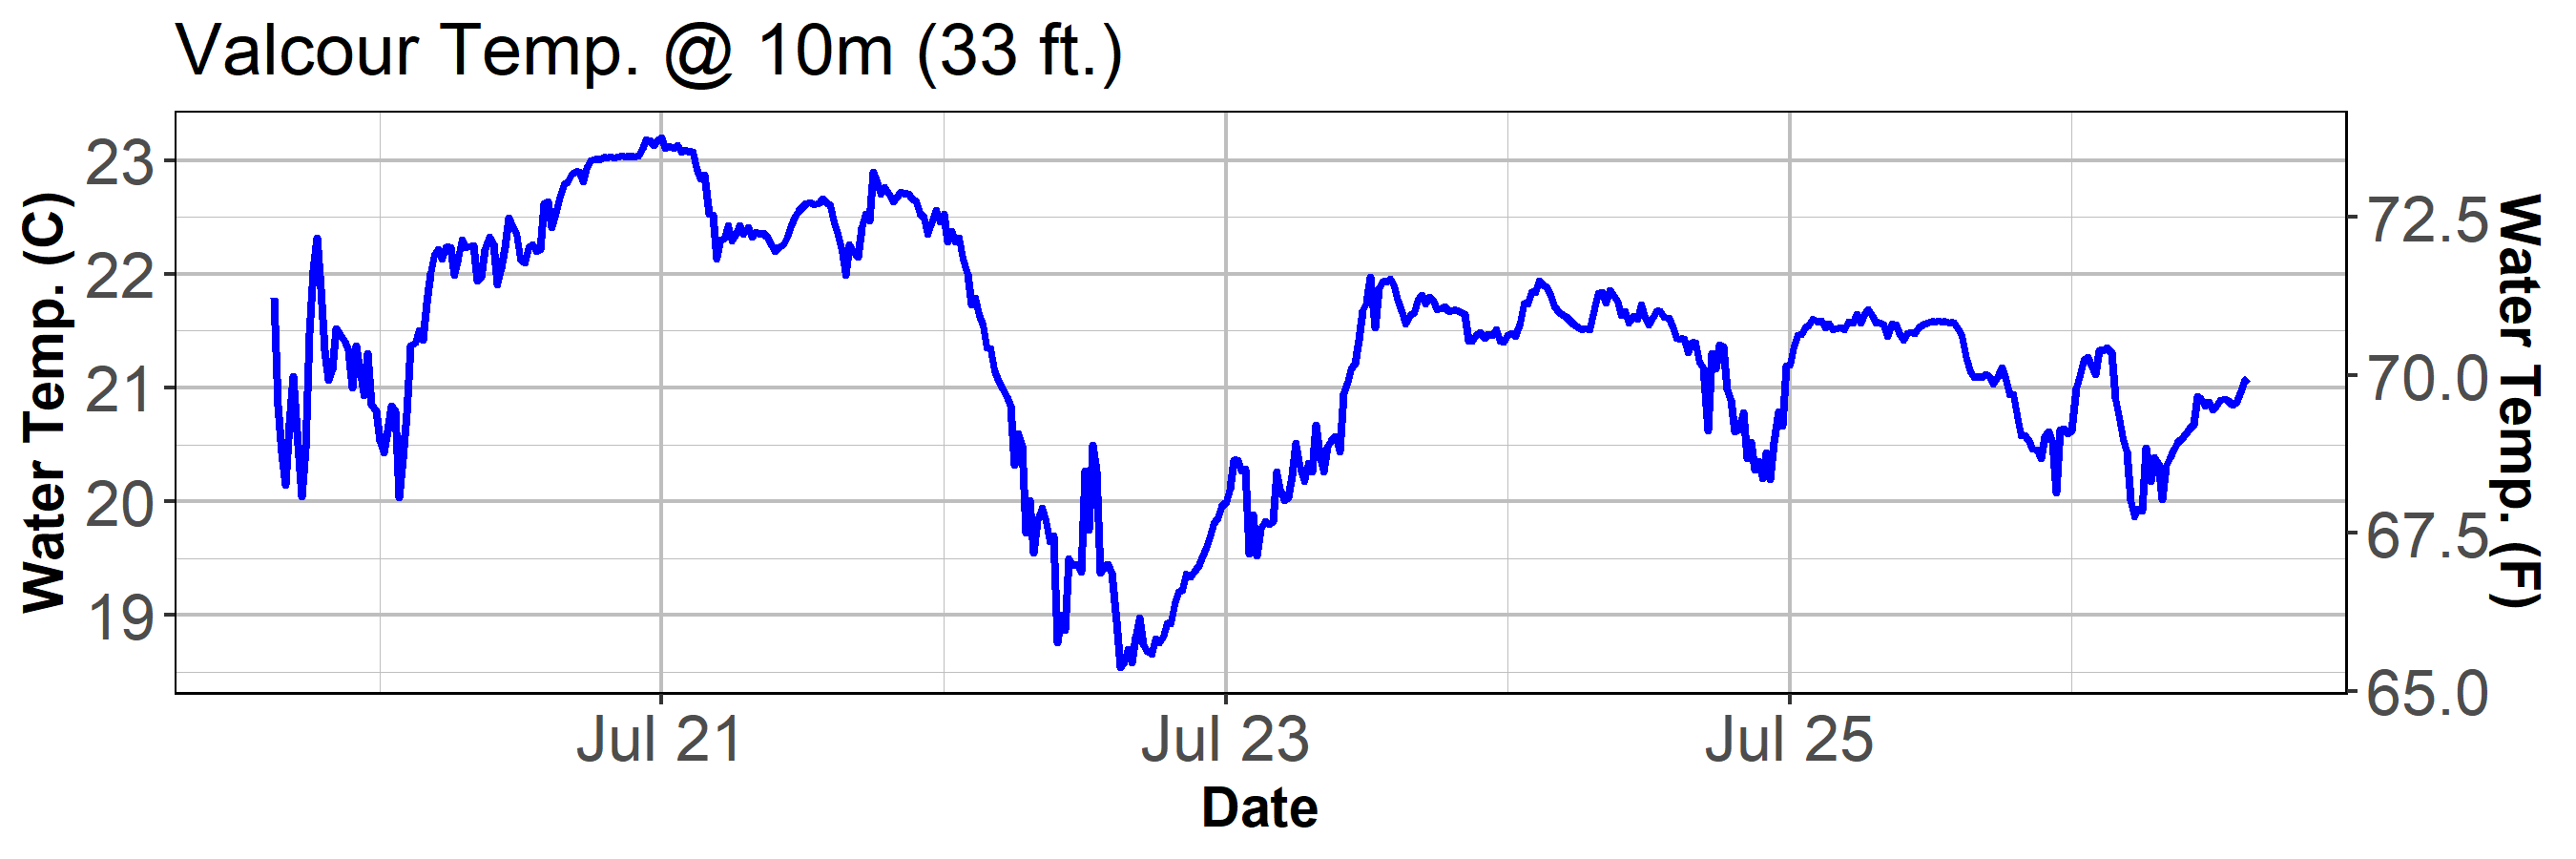 Valcour Temp. @ 10m (33 ft.)
Water Temp. (C)
23
22
21
20
19
72.5
70.0
67.5
65.0
Water Temp. (F)
Jul 21
Jul 23
Jul 25
Date